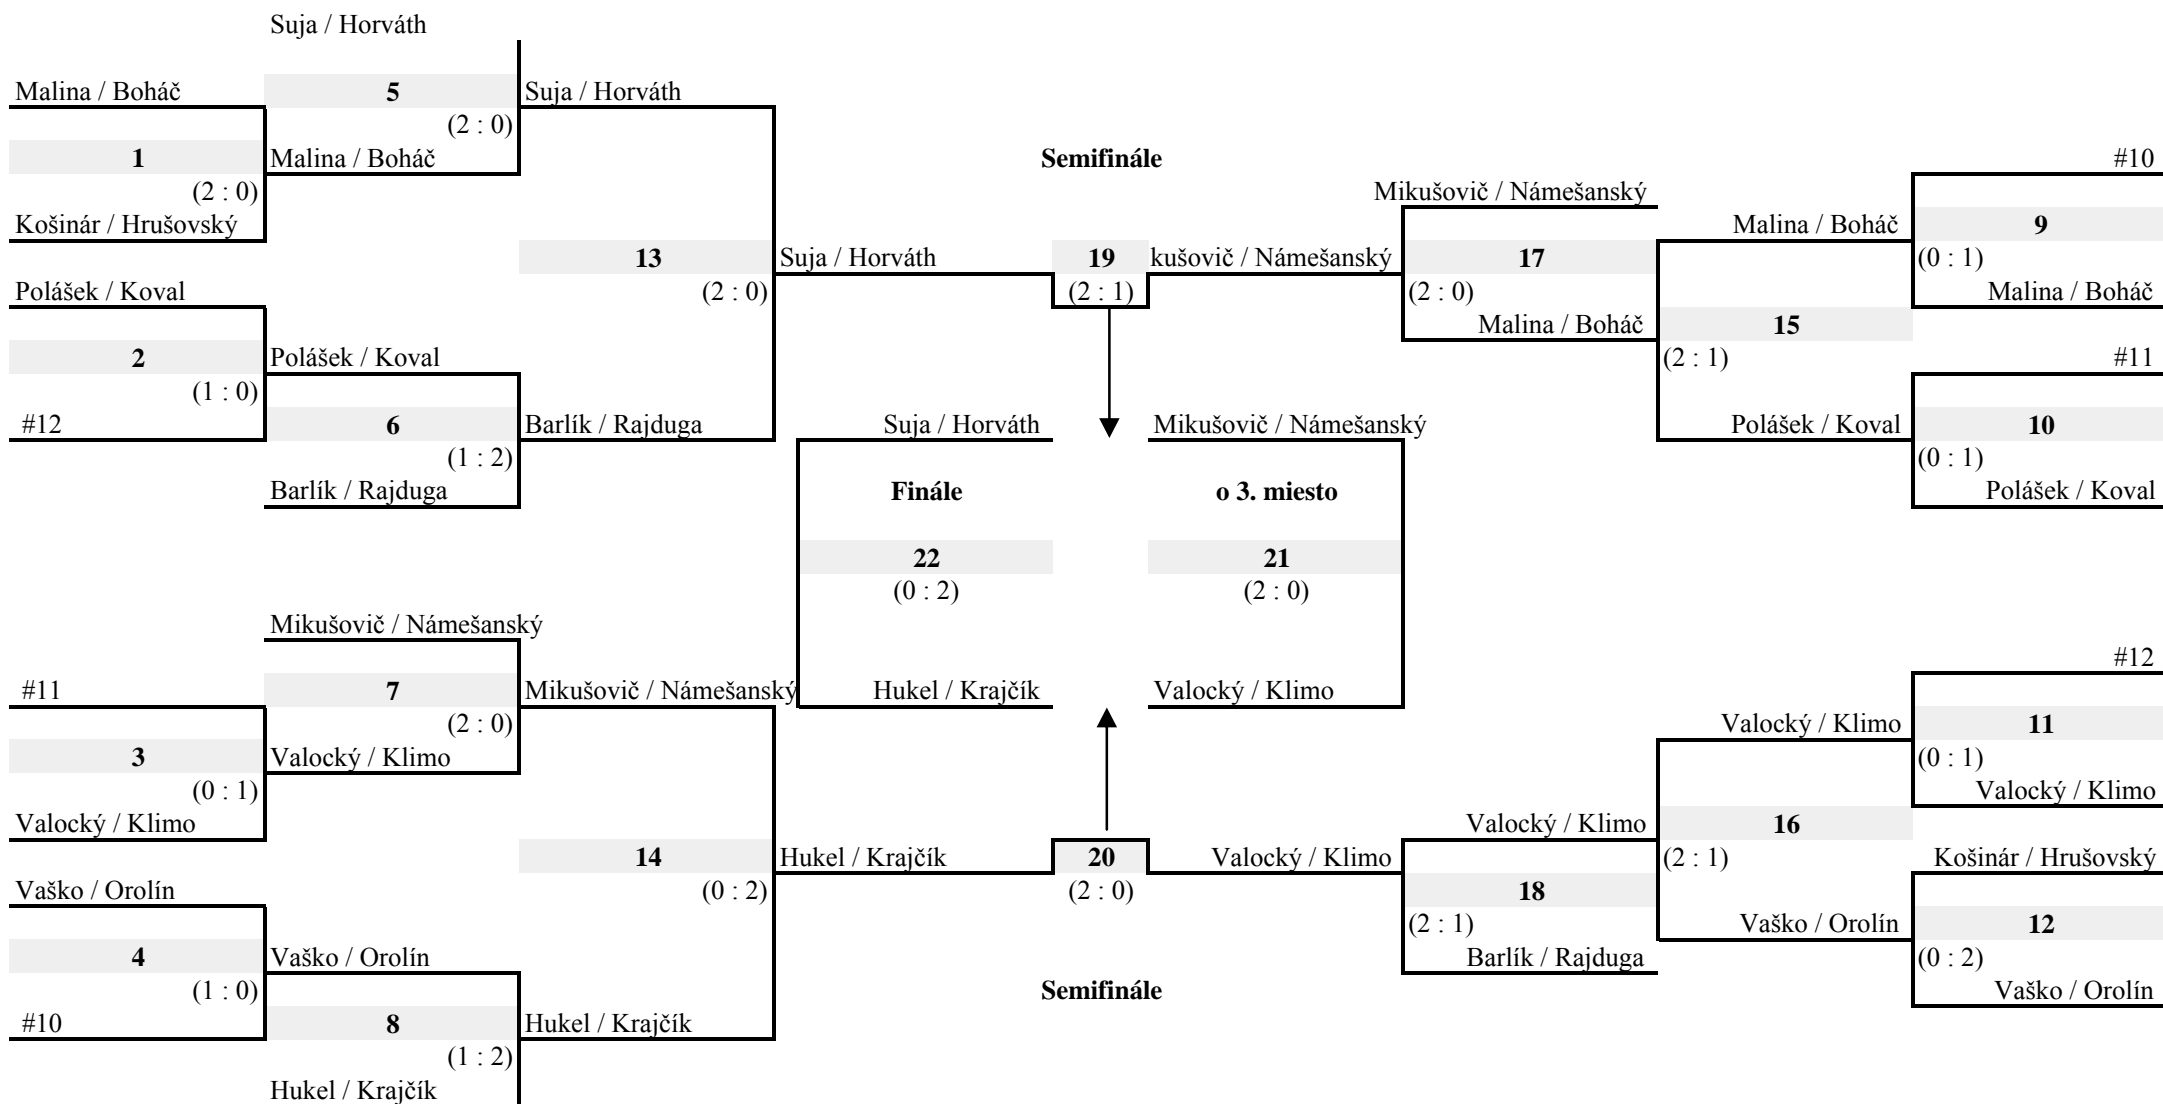 Suja / Horváth
Malina / Boháč
5
Suja / Horváth
(2 : 0)
1
Malina / Boháč
(2 : 0)
Košinár / Hrušovský
13
Suja / Horváth
(2 : 0)
Polášek / Koval
2
Polášek / Koval
(1 : 0)
#12
6
Barlík / Rajduga
(1 : 2)
Barlík / Rajduga
Mikušovič / Námešanský
#11
7
Mikušovič / Námešanský
(2 : 0)
3
Valocký / Klimo
(0 : 1)
Valocký / Klimo
14
Hukel / Krajčík
(0 : 2)
Vaško / Orolín
4
Vaško / Orolín
(1 : 0)
#10
8
Hukel / Krajčík
(1 : 2)
Hukel / Krajčík
Semifinále
19
kušovič / Námešanský
(2 : 1)
Suja / Horváth
Mikušovič / Námešanský
Finále
o 3. miesto
22
21
(0 : 2)
(2 : 0)
Hukel / Krajčík
Valocký / Klimo
20
Valocký / Klimo
(2 : 0)
Semifinále
#10
Mikušovič / Námešanský
Malina / Boháč
9
17
(0 : 1)
(2 : 0)
Malina / Boháč
Malina / Boháč
15
(2 : 1)
#11
Polášek / Koval
10
(0 : 1)
Polášek / Koval
#12
Valocký / Klimo
11
(0 : 1)
Valocký / Klimo
Valocký / Klimo
16
(2 : 1)
Košinár / Hrušovský
18
(2 : 1)
Vaško / Orolín
12
Barlík / Rajduga
(0 : 2)
Vaško / Orolín